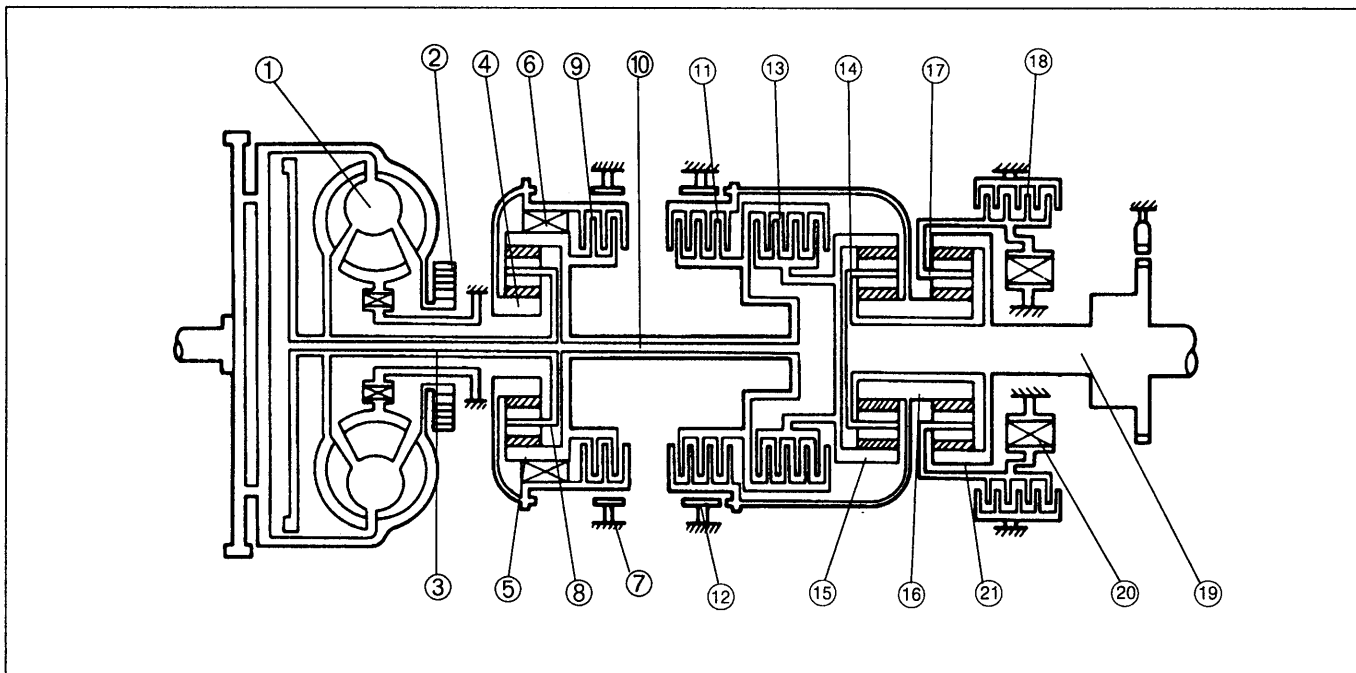 ① ② ④ ⑥ ⑨ ⑩ ⑪ ⑬ ⑭ ⑰ ⑱
③ ⑤ ⑧ ⑦ ⑫ ⑮ ⑯ ㉑ ⑳ ⑲